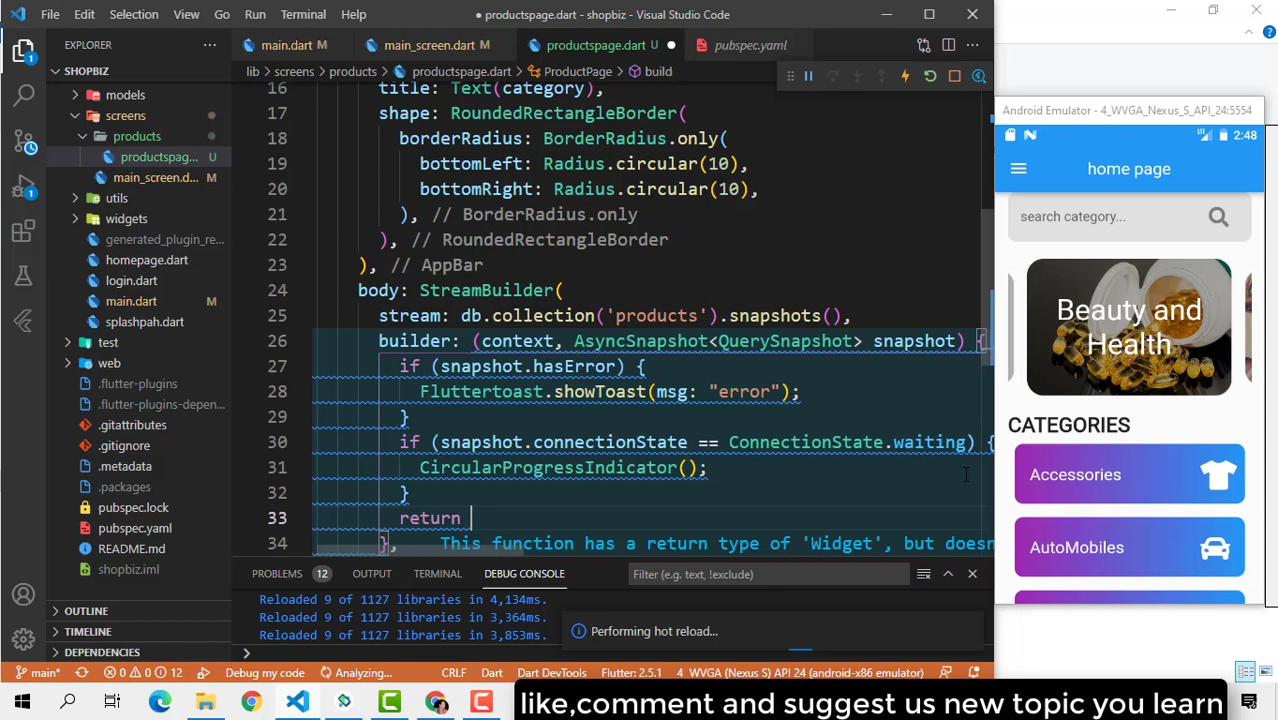 File Edit Selection View Go Run Terminal Help
● productspage.dart - shopbiz - Visual Studio Code
EXPLORER
SHOPBIZ
models
screens
products
productspag... U
main_screen.d... M
utils
widgets
generated_plugin_re...
homepage.dart
login.dart
main.dart M
splashpah.dart
test
web
.flutter-plugins
.flutter-plugins-depen...
.gitattributes
.gitignore
.metadata
.packages
pubspec.lock
pubspec.yaml
README.md
shopbiz.iml
OUTLINE
TIMELINE
DEPENDENCIES
main.dart M main_screen.dart M productspage.dart U ● pubspec.yaml
lib > screens > products > productspage.dart > ProductPage > build
16 title: Text(category),
17 shape: RoundedRectangleBorder(
18 borderRadius: BorderRadius.only(
19 bottomLeft: Radius.circular(10),
20 bottomRight: Radius.circular(10),
21 ), // BorderRadius.only
22 ), // RoundedRectangleBorder
23 ), // AppBar
24 body: StreamBuilder(
25 stream: db.collection('products').snapshots(),
26 builder: (context, AsyncSnapshot<QuerySnapshot> snapshot) {
27 if (snapshot.hasError) {
28 Fluttertoast.showToast(msg: "error");
29 }
30 if (snapshot.connectionState == ConnectionState.waiting) {
31 CircularProgressIndicator();
32 }
33 return
34 }, This function has a return type of 'Widget', but doesn
PROBLEMS 12 OUTPUT TERMINAL DEBUG CONSOLE Filter (e.g. text, !exclude)
Reloaded 9 of 1127 libraries in 4,134ms.
Reloaded 9 of 1127 libraries in 3,364ms.
Reloaded 9 of 1127 libraries in 3,853ms.
Performing hot reload...
main* 0 0 12 Debug my code Analyzing... CRLF Dart Dart DevTools Flutter: 2.5.1 4 WVGA (Nexus S) API 24 (android-x86 emulator)
Android Emulator - 4_WVGA_Nexus_S_API_24:5554
2:48
home page
search category...
Beauty and
Health
CATEGORIES
Accessories
AutoMobiles
like,comment and suggest us new topic you learn